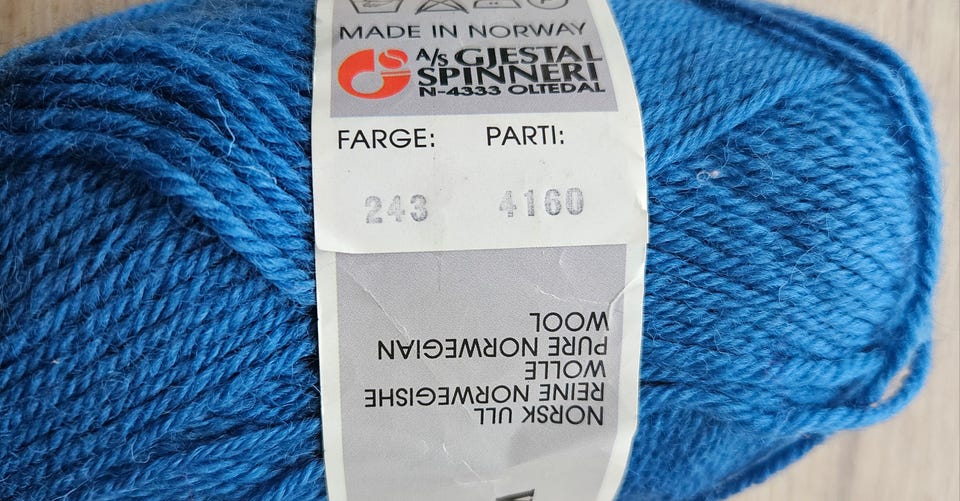 MADE IN NORWAY
A/S GJESTAL
SPINNERI
N-4333 OLTEDAL
FARGE: PARTI:
243 4160
NORSK ULL
REINE NORWEGISHE
WOLLE
PURE NORWEGIAN
WOOL